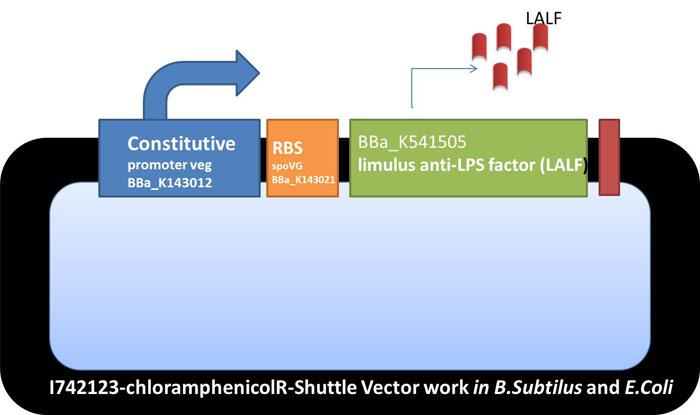 LALF
Constitutive
promoter veg
BBa_K143012
RBS
spoVG
BBa_K143021
BBa_K541505
limulus anti-LPS factor (LALF)
I742123-chloramphenicolR-Shuttle Vector work in B.Subtilus and E.Coli